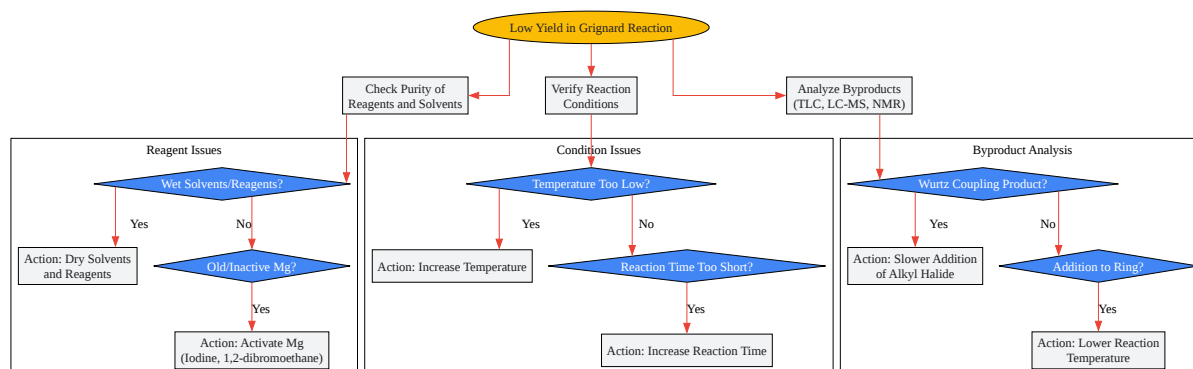 Low Yield in Grignard Reaction
Check Purity of
Reagents and Solvents
Verify Reaction
Conditions
Analyze Byproducts
(TLC, LC-MS, NMR)
Reagent Issues
Wet Solvents/Reagents?
Yes
No
Action: Dry Solvents
and Reagents
Old/Inactive Mg?
Yes
Action: Activate Mg
(Iodine, 1,2-dibromoethane)
Condition Issues
Temperature Too Low?
Yes
No
Action: Increase Temperature
Reaction Time Too Short?
Yes
Action: Increase Reaction Time
Byproduct Analysis
Wurtz Coupling Product?
Yes
No
Action: Slower Addition
of Alkyl Halide
Addition to Ring?
Yes
Action: Lower Reaction
Temperature